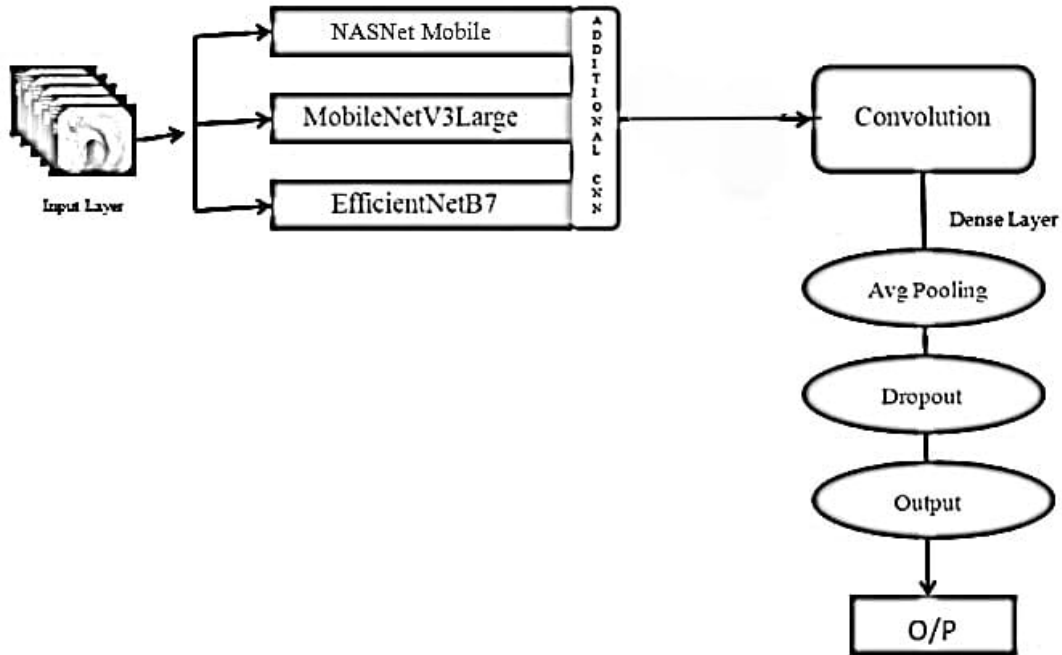 NASNet Mobile
MobileNetV3Large
EfficientNetB7
ADDITIONAL CNN
Input Layer
Convolution
Dense Layer
Avg Pooling
Dropout
Output
O/P